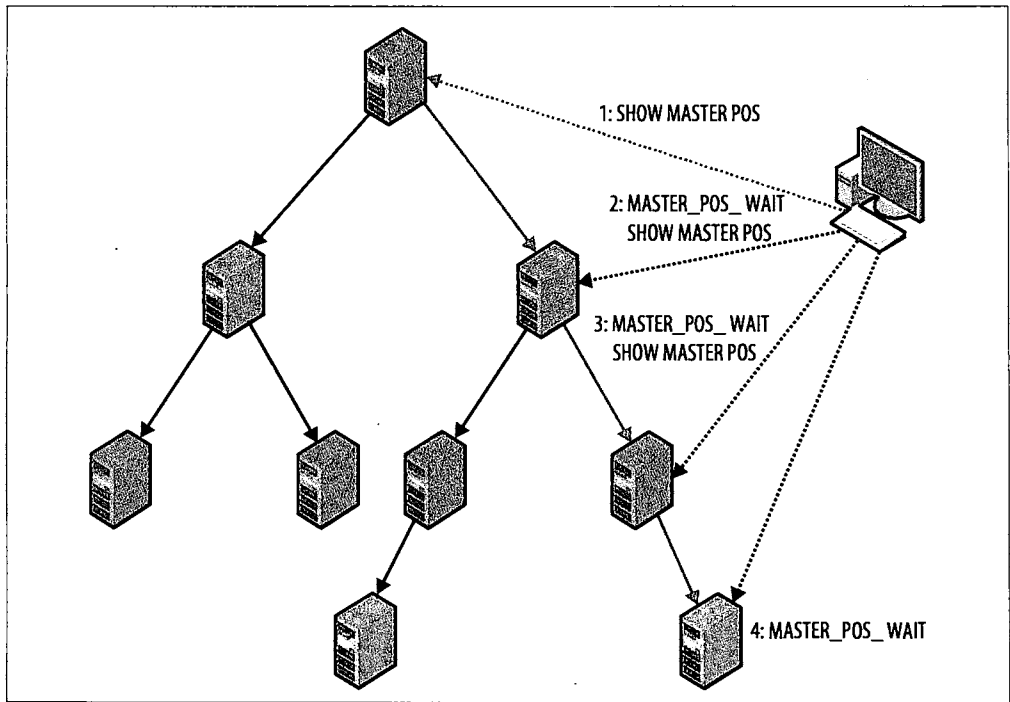 1: SHOW MASTER POS
2: MASTER_POS_ WAIT
SHOW MASTER POS
3: MASTER_POS_ WAIT
SHOW MASTER POS
4: MASTER_POS_ WAIT